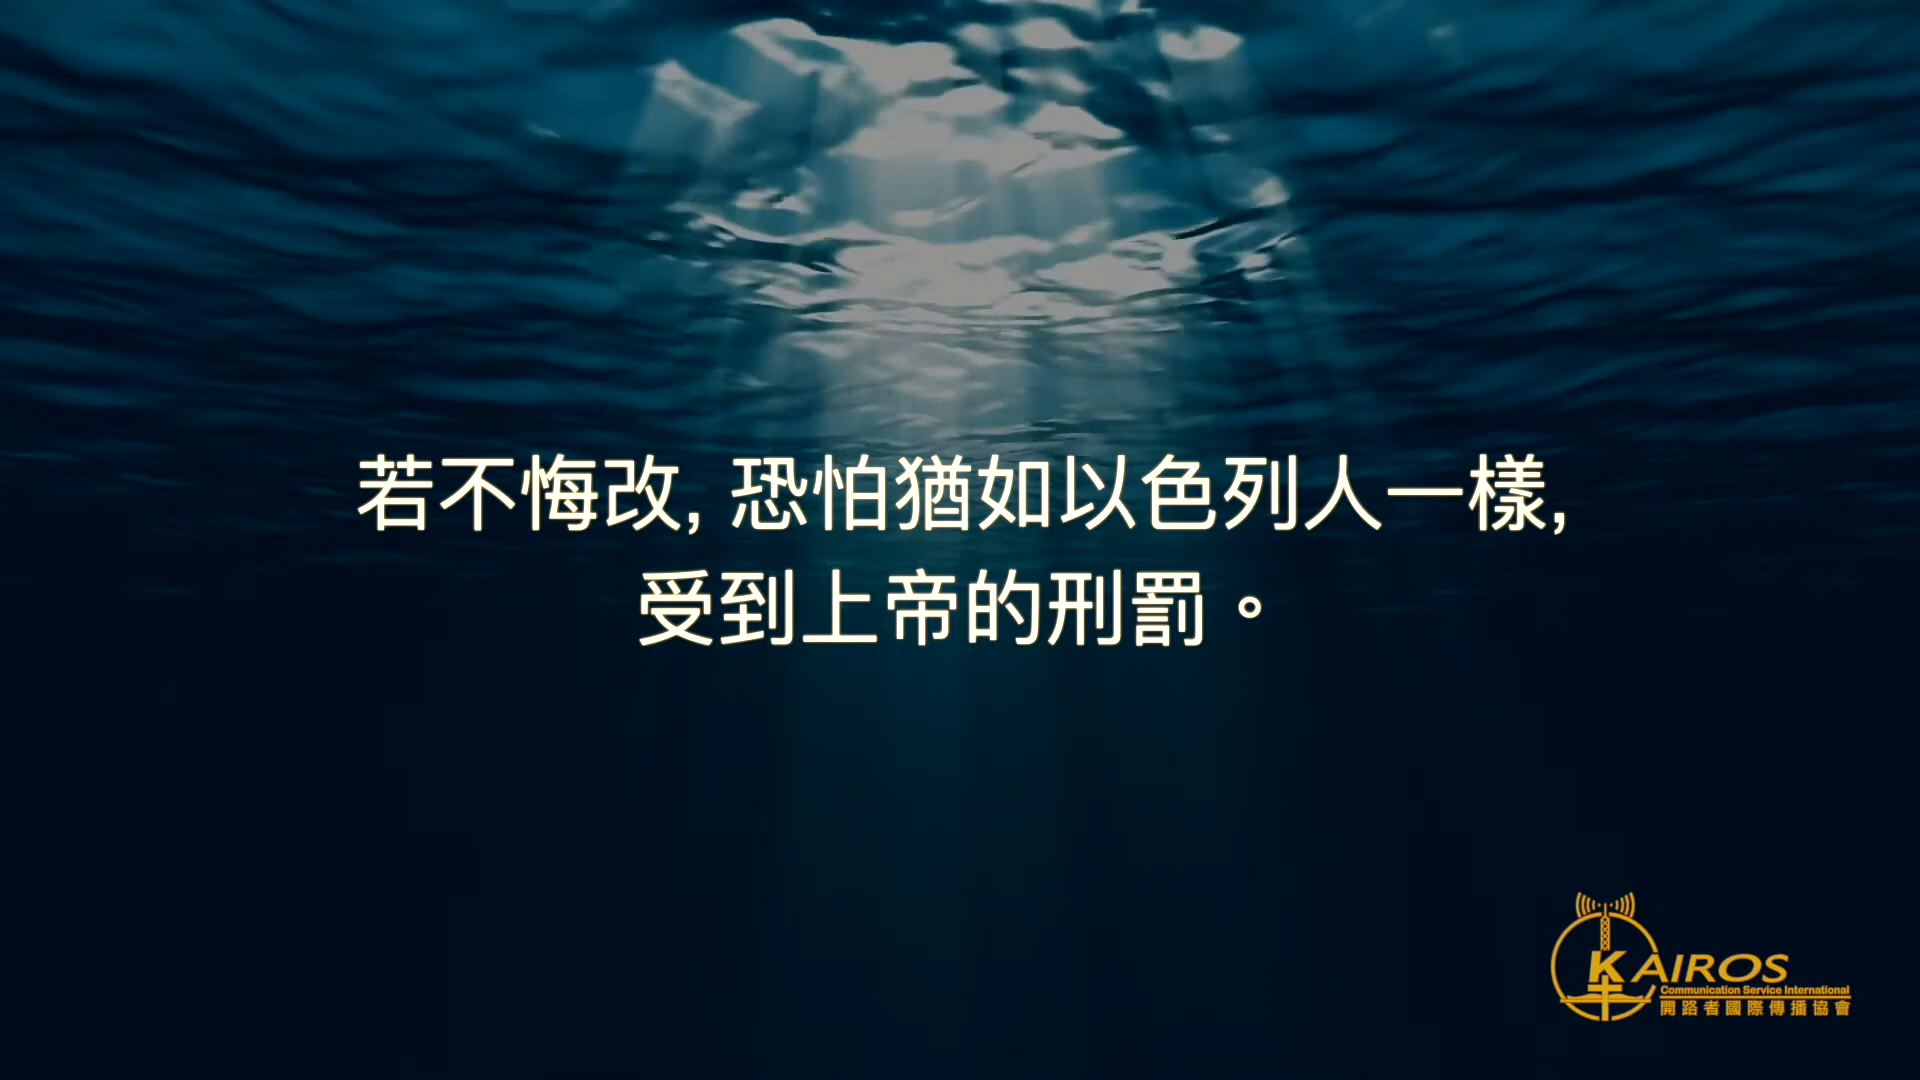 若不悔改, 恐怕猶如以色列人一樣,
受到上帝的刑罰。
KAIROS
Communication Service International
開路者國際傳播協會